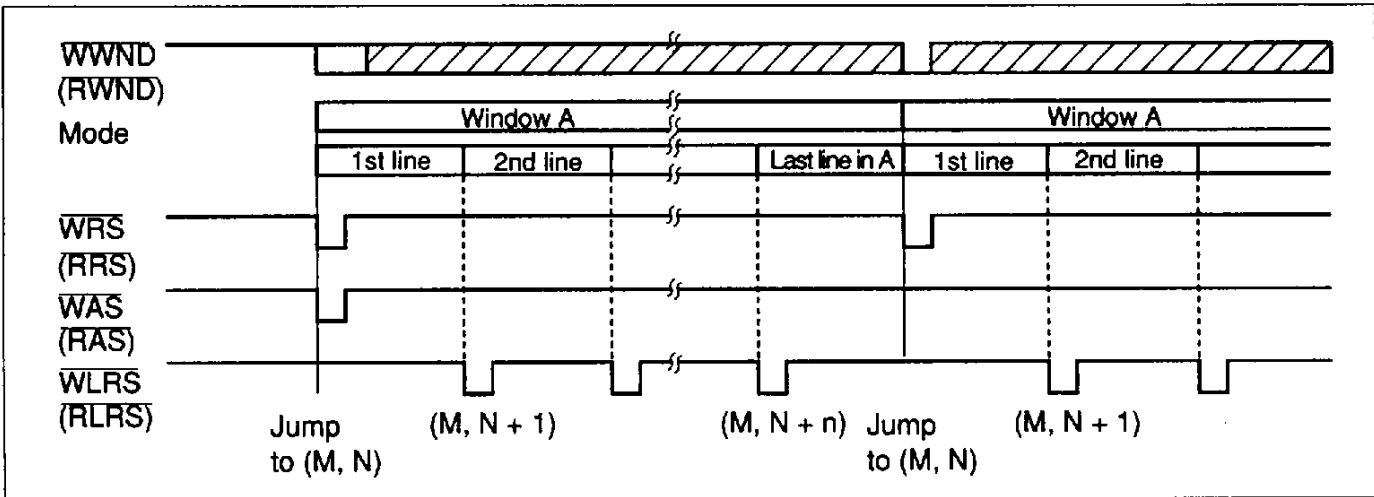 WWND
(RWND)
Mode
Window A Window A
1st line 2nd line Last line in A 1st line 2nd line
WRS
(RRS)
WAS
(RAS)
WLRS
(RLRS)
Jump to (M, N) (M, N + 1) (M, N + n) Jump to (M, N) (M, N + 1)